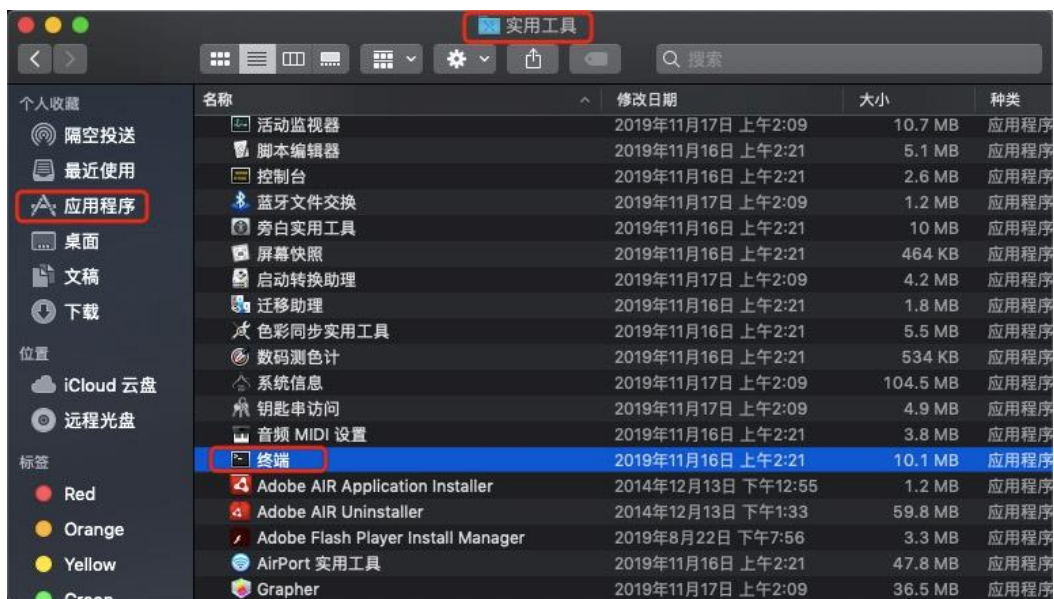 实用工具
搜索
个人收藏
隔空投送
最近使用
应用程序
桌面
文稿
下载
位置
iCloud 云盘
远程光盘
标签
Red
Orange
Yellow
Green
名称 修改日期 大小 种类
活动监视器 2019年11月17日 上午2:09 10.7 MB 应用程序
脚本编辑器 2019年11月16日 上午2:21 5.1 MB 应用程序
控制台 2019年11月16日 上午2:21 2.6 MB 应用程序
蓝牙文件交换 2019年11月17日 上午2:09 1.2 MB 应用程序
旁白实用工具 2019年11月16日 上午2:21 10 MB 应用程序
屏幕快照 2019年11月16日 上午2:21 464 KB 应用程序
启动转换助理 2019年11月17日 上午2:09 4.2 MB 应用程序
迁移助理 2019年11月16日 上午2:21 1.8 MB 应用程序
色彩同步实用工具 2019年11月16日 上午2:21 5.5 MB 应用程序
数码测色计 2019年11月16日 上午2:21 534 KB 应用程序
系统信息 2019年11月17日 上午2:09 104.5 MB 应用程序
钥匙串访问 2019年11月17日 上午2:09 4.9 MB 应用程序
音频 MIDI 设置 2019年11月16日 上午2:21 3.8 MB 应用程序
终端 2019年11月16日 上午2:21 10.1 MB 应用程序
Adobe AIR Application Installer 2014年12月13日 下午12:55 1.2 MB 应用程序
Adobe AIR Uninstaller 2014年12月13日 下午1:33 59.8 MB 应用程序
Adobe Flash Player Install Manager 2019年8月22日 下午7:56 3.3 MB 应用程序
AirPort 实用工具 2019年11月16日 上午2:21 47.8 MB 应用程序
Grapher 2019年11月17日 上午2:09 36.5 MB 应用程序